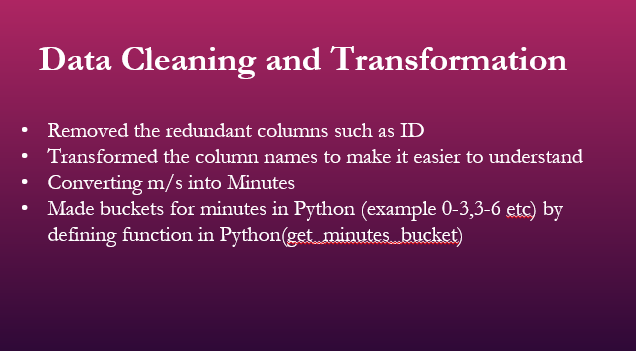 Data Cleaning and Transformation
• Removed the redundant columns such as ID
• Transformed the column names to make it easier to understand
• Converting m/s into Minutes
• Made buckets for minutes in Python (example 0-3,3-6 etc) by
defining function in Python(get_minutes_bucket)